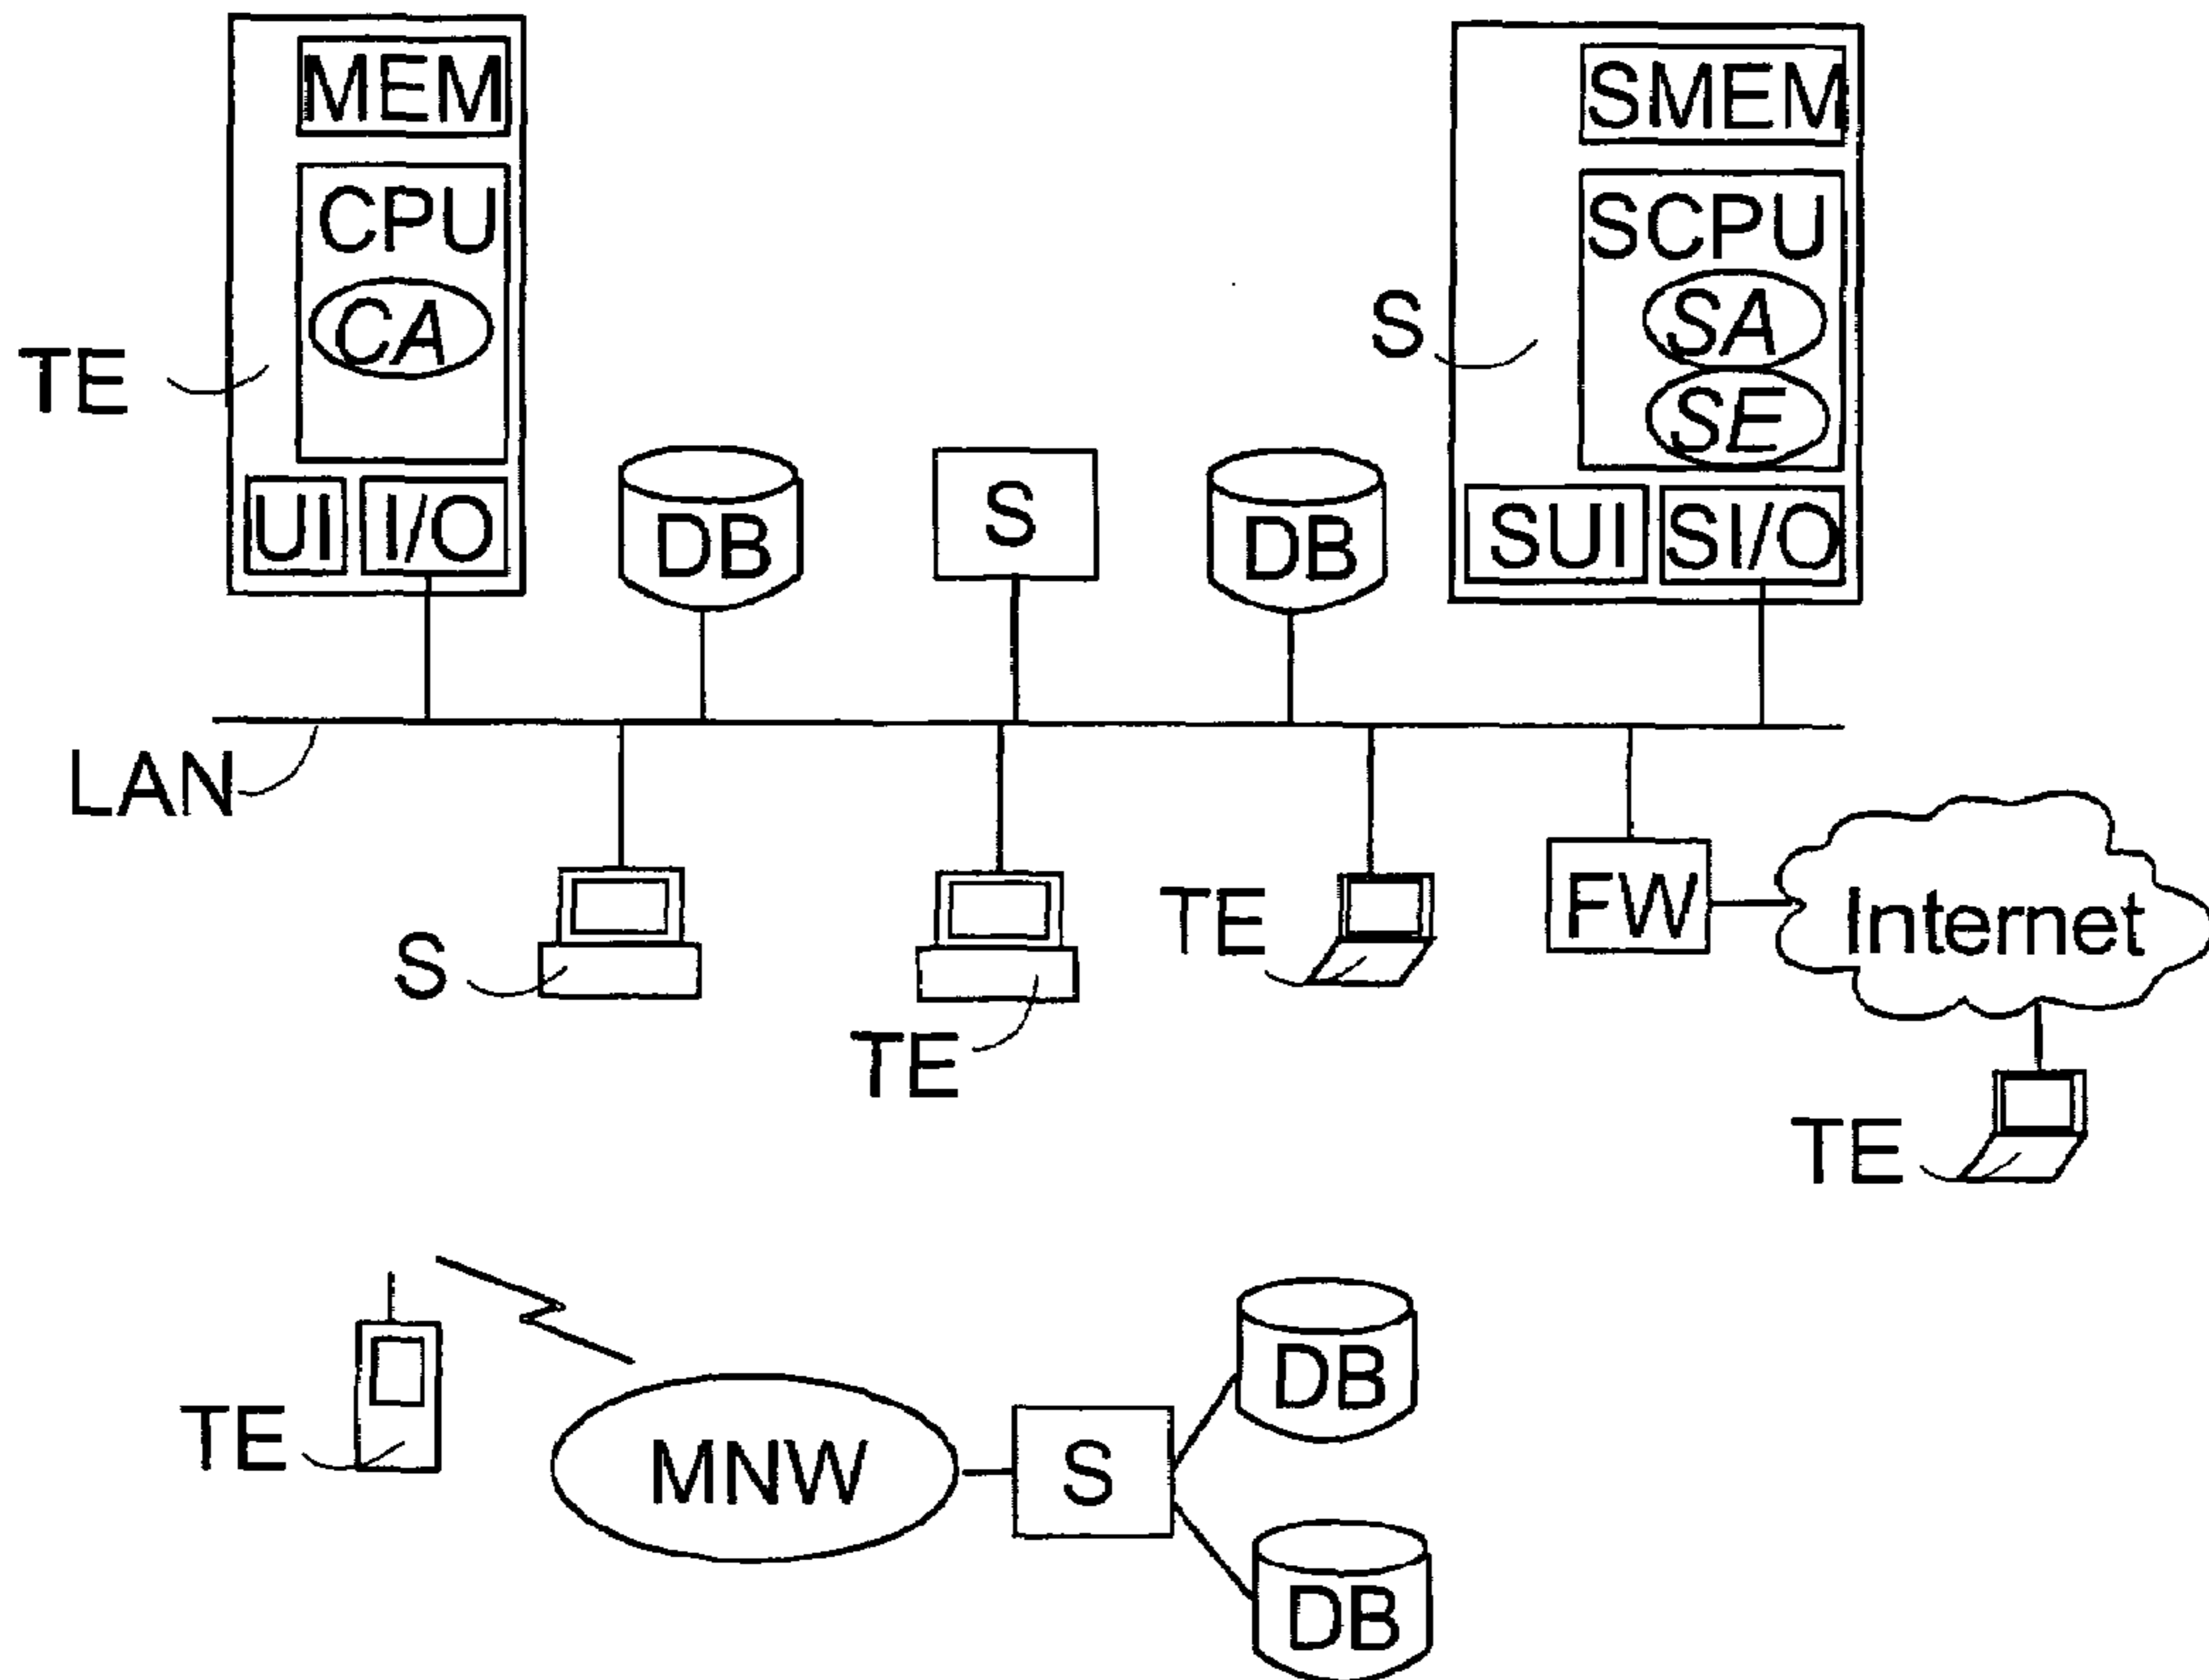 MEM
SMEM
CPU
SCPU
CA
SA
S
TE
SE
UI
I/O
DB
S
DB
SUI
SI/O
LAN
TE
FW
Internet
S
TE
TE
DB
TE
MNW
S
DB